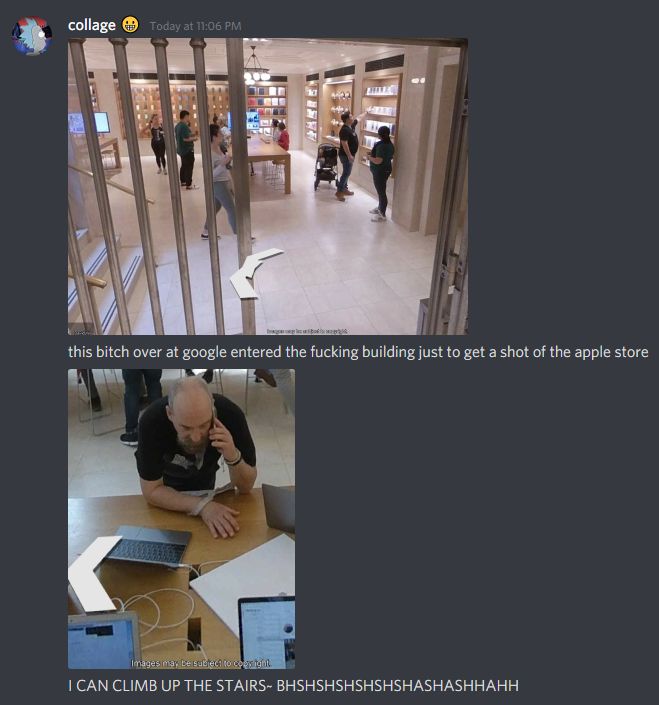 collage
Today at 11:06 PM
Images may be subject to copyright.
this bitch over at google entered the fucking building just to get a shot of the apple store
Images may be subject to copyright.
I CAN CLIMB UP THE STAIRS~ BHSHSHSHSHSHSHASHASHHAHH